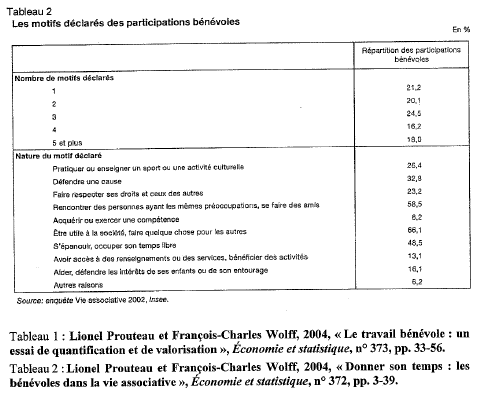 Tableau 2
Les motifs déclarés des participations bénévoles
En %
Répartition des participations
bénévoles
Nombre de motifs déclarés
1 21,2
2 20,1
3 24,5
4 16,2
5 et plus 18,0
Nature du motif déclaré
Pratiquer ou enseigner un sport ou une activité culturelle 26,4
Défendre une cause 32,8
Faire respecter ses droits et ceux des autres 23,2
Rencontrer des personnes ayant les mêmes préoccupations, se faire des amis 58,5
Acquérir ou exercer une compétence 8,2
Être utile à la société, faire quelque chose pour les autres 66,1
S'épanouir, occuper son temps libre 48,5
Avoir accès à des renseignements ou des services, bénéficier des activités 13,1
Aider, défendre les intérêts de ses enfants ou de son entourage 16,1
Autres raisons 6,2
Source: enquête Vie associative 2002, Insee.
Tableau 1 : Lionel Prouteau et François-Charles Wolff, 2004, « Le travail bénévole : un
essai de quantification et de valorisation », Économie et statistique, n° 373, pp. 33-56.
Tableau 2 : Lionel Prouteau et François-Charles Wolff, 2004, « Donner son temps : les
bénévoles dans la vie associative », Économie et statistique, n° 372, pp. 3-39.